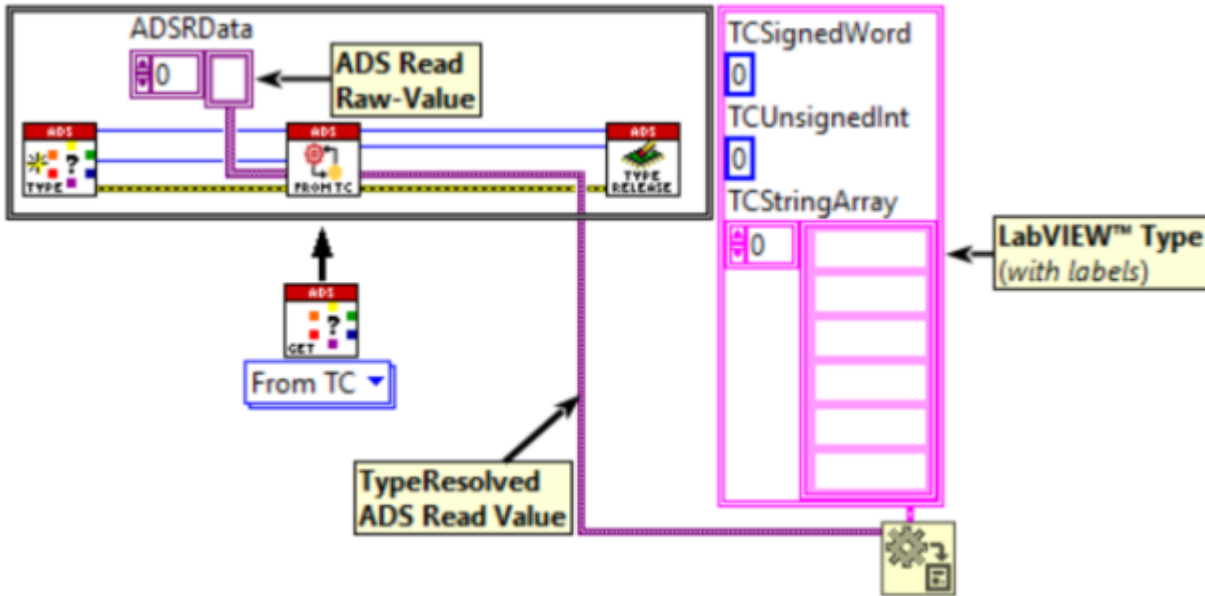 ADSRData
0
ADS Read
Raw-Value
ADS
TYPE
?
ADS
FROM TC
ADS
TYPE
RELEASE
ADS
?
GET
From TC
TypeResolved
ADS Read Value
TCSignedWord
0
TCUnsignedInt
0
TCStringArray
0
LabVIEW™ Type
(with labels)